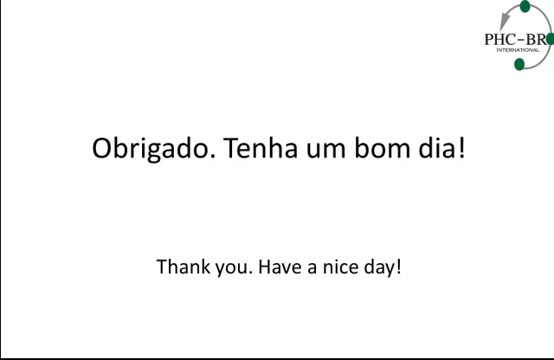 PHC-BR
INTERNATIONAL
Obrigado. Tenha um bom dia!
Thank you. Have a nice day!